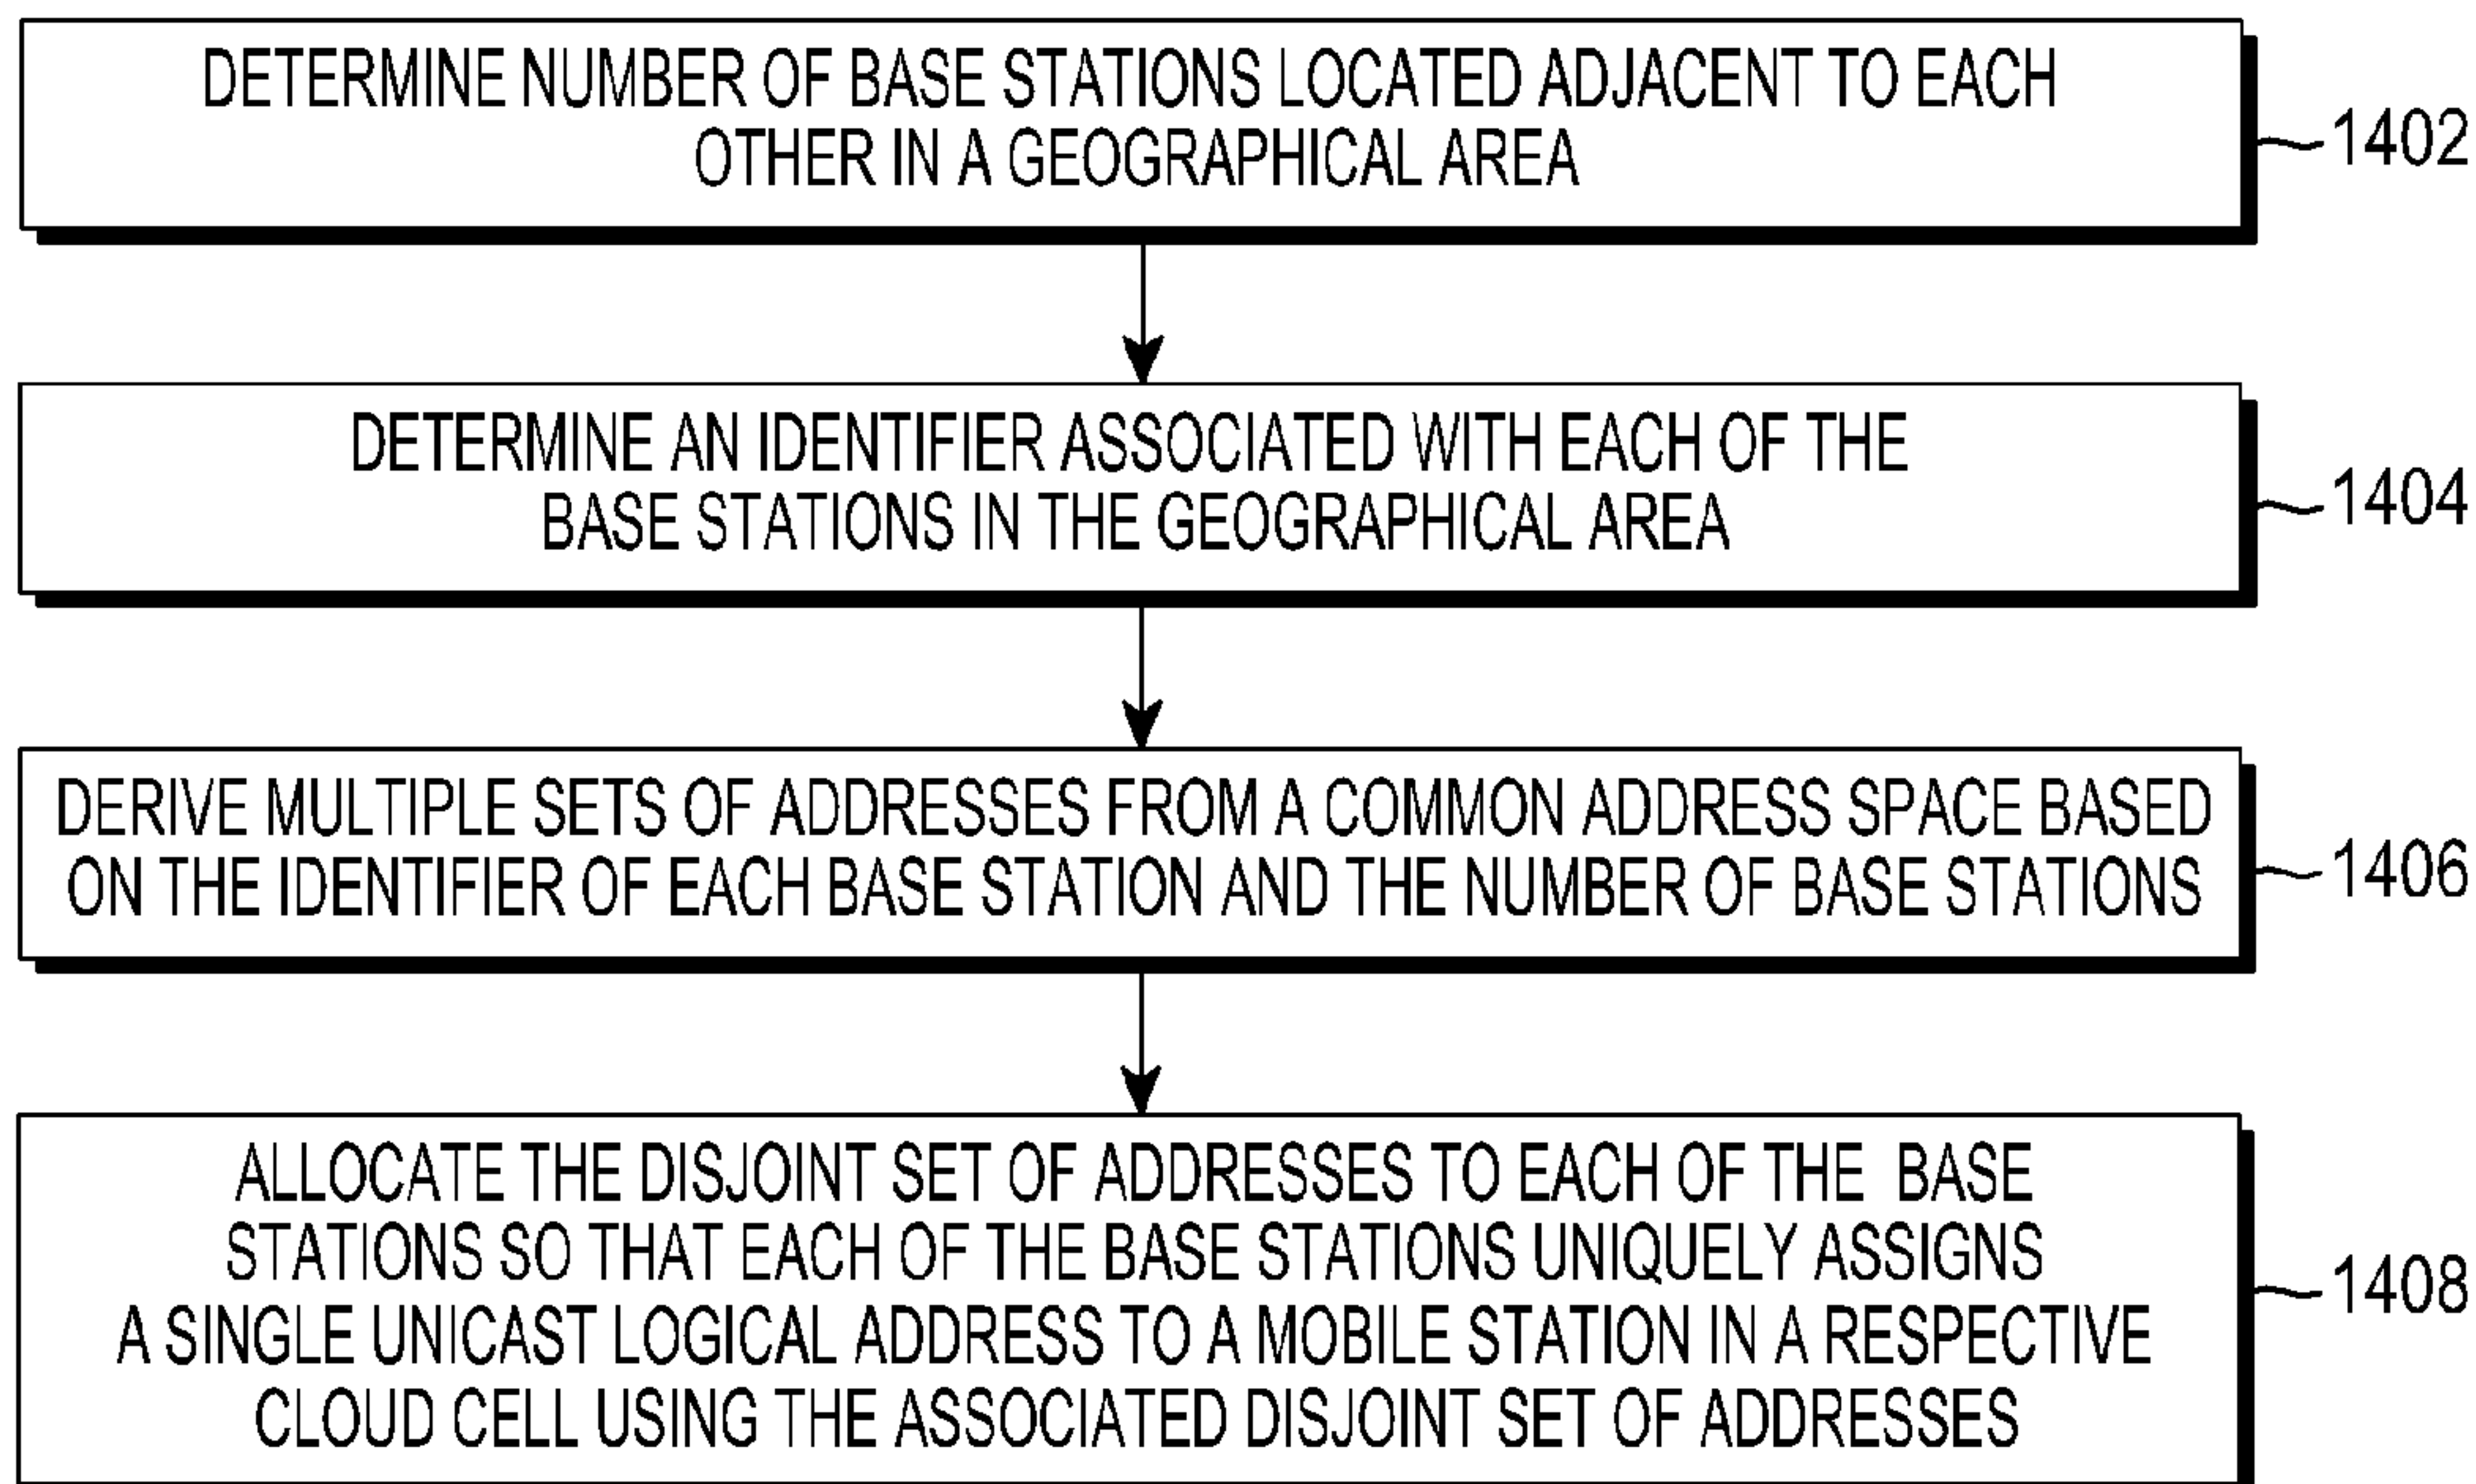 DETERMINE NUMBER OF BASE STATIONS LOCATED ADJACENT TO EACH
OTHER IN A GEOGRAPHICAL AREA
1402
DETERMINE AN IDENTIFIER ASSOCIATED WITH EACH OF THE
BASE STATIONS IN THE GEOGRAPHICAL AREA
1404
DERIVE MULTIPLE SETS OF ADDRESSES FROM A COMMON ADDRESS SPACE BASED
ON THE IDENTIFIER OF EACH BASE STATION AND THE NUMBER OF BASE STATIONS
1406
ALLOCATE THE DISJOINT SET OF ADDRESSES TO EACH OF THE BASE
STATIONS SO THAT EACH OF THE BASE STATIONS UNIQUELY ASSIGNS
A SINGLE UNICAST LOGICAL ADDRESS TO A MOBILE STATION IN A RESPECTIVE
CLOUD CELL USING THE ASSOCIATED DISJOINT SET OF ADDRESSES
1408